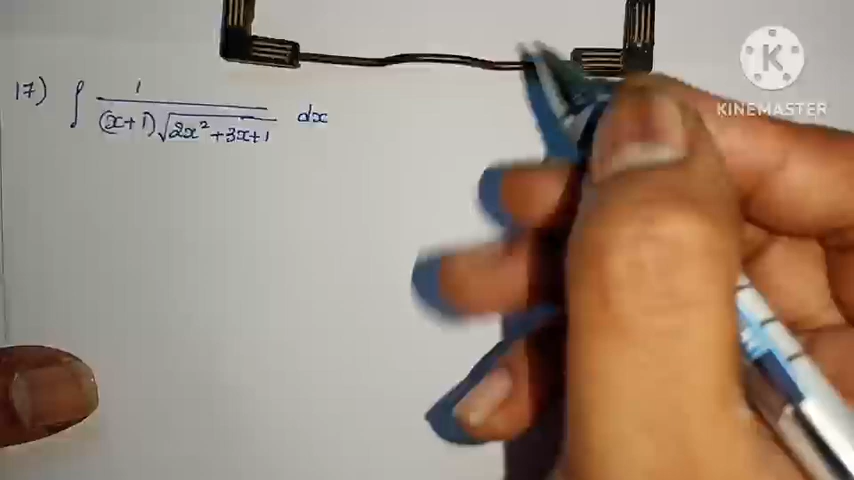 17) ∫ 1 / (x+1)√(2x² + 3x+1) dx
K
KINEMASTER